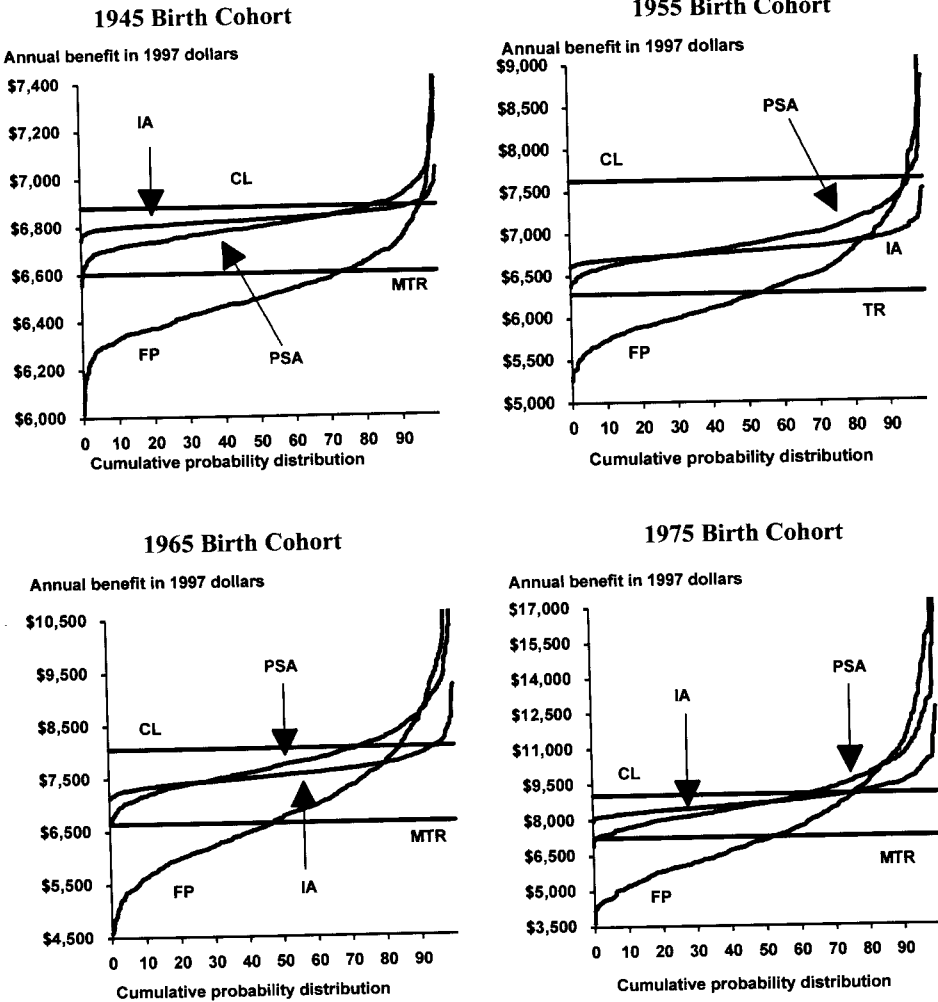 1945 Birth Cohort
Annual benefit in 1997 dollars
$7,400
$7,200
$7,000
$6,800
$6,600
$6,400
$6,200
$6,000
IA
CL
MTR
FP
PSA
0 10 20 30 40 50 60 70 80 90
Cumulative probability distribution
1955 Birth Cohort
Annual benefit in 1997 dollars
$9,000
$8,500
$8,000
$7,500
$7,000
$6,500
$6,000
$5,500
$5,000
PSA
CL
IA
TR
FP
0 10 20 30 40 50 60 70 80 90
Cumulative probability distribution
1965 Birth Cohort
Annual benefit in 1997 dollars
$10,500
$9,500
$8,500
$7,500
$6,500
$5,500
$4,500
PSA
CL
MTR
FP
IA
0 10 20 30 40 50 60 70 80 90
Cumulative probability distribution
1975 Birth Cohort
Annual benefit in 1997 dollars
$17,000
$15,500
$14,000
$12,500
$11,000
$9,500
$8,000
$6,500
$5,000
$3,500
PSA
IA
CL
MTR
FP
0 10 20 30 40 50 60 70 80 90
Cumulative probability distribution